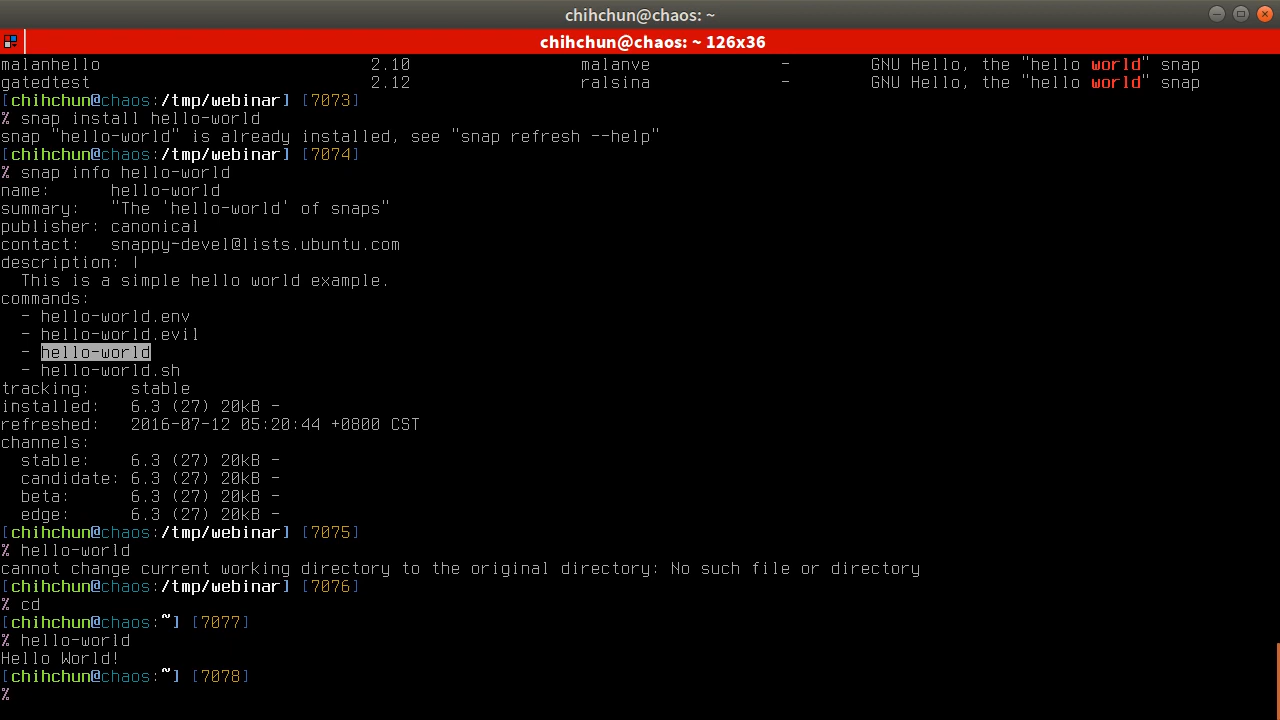 chihchun@chaos: ~
chihchun@chaos: ~ 126x36
malanhello 2.10 malanve - GNU Hello, the "hello world" snap
gatedtest 2.12 ralsina - GNU Hello, the "hello world" snap
[chihchun@chaos:/tmp/webinar] [7073]
% snap install hello-world
snap "hello-world" is already installed, see "snap refresh --help"
[chihchun@chaos:/tmp/webinar] [7074]
% snap info hello-world
name: hello-world
summary: "The 'hello-world' of snaps"
publisher: canonical
contact: snappy-devel@lists.ubuntu.com
description: |
This is a simple hello world example.
commands:
- hello-world.env
- hello-world.evil
- hello-world
- hello-world.sh
tracking: stable
installed: 6.3 (27) 20kB -
refreshed: 2016-07-12 05:20:44 +0800 CST
channels:
stable: 6.3 (27) 20kB -
candidate: 6.3 (27) 20kB -
beta: 6.3 (27) 20kB -
edge: 6.3 (27) 20kB -
[chihchun@chaos:/tmp/webinar] [7075]
% hello-world
cannot change current working directory to the original directory: No such file or directory
[chihchun@chaos:/tmp/webinar] [7076]
% cd
[chihchun@chaos:~] [7077]
% hello-world
Hello World!
[chihchun@chaos:~] [7078]
%